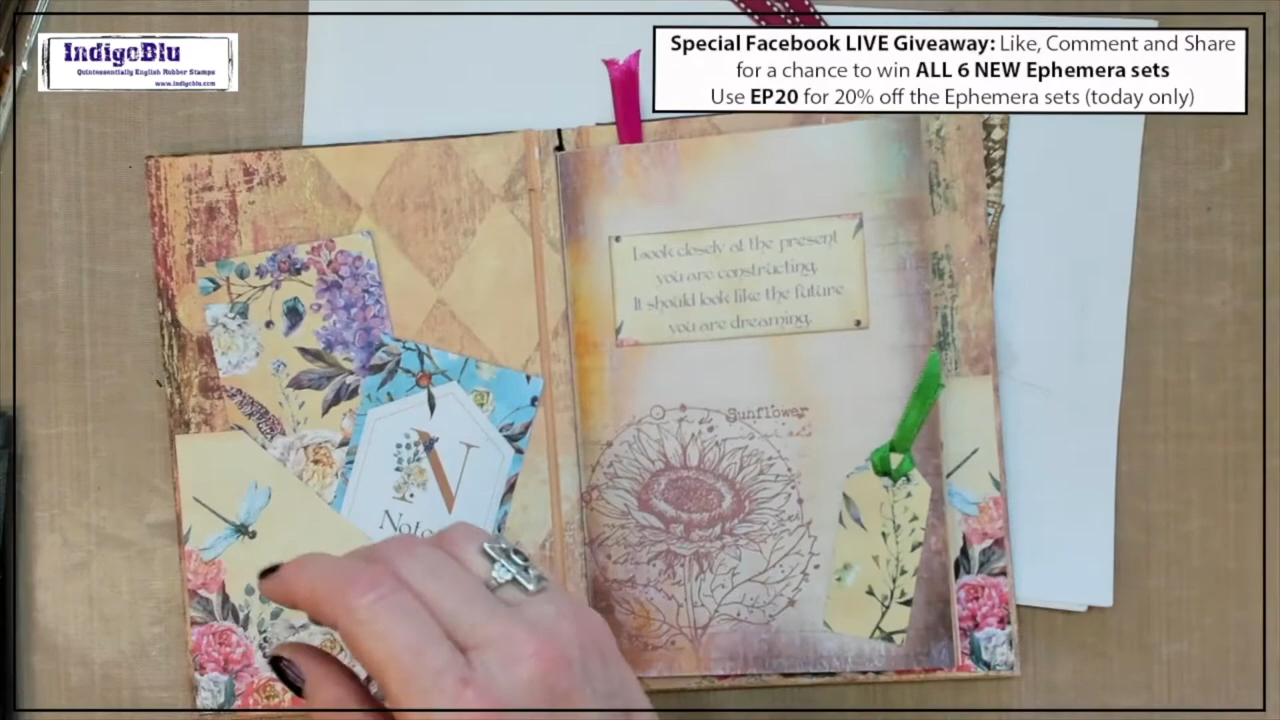 IndigoBlu
Quintessentially English Rubber Stamps
www.indigoblu.com
Special Facebook LIVE Giveaway: Like, Comment and Share
for a chance to win ALL 6 NEW Ephemera sets
Use EP20 for 20% off the Ephemera sets (today only)
Look closely at the present
you are constructing.
It should look like the future
you are dreaming.
Sunflower
N
Note